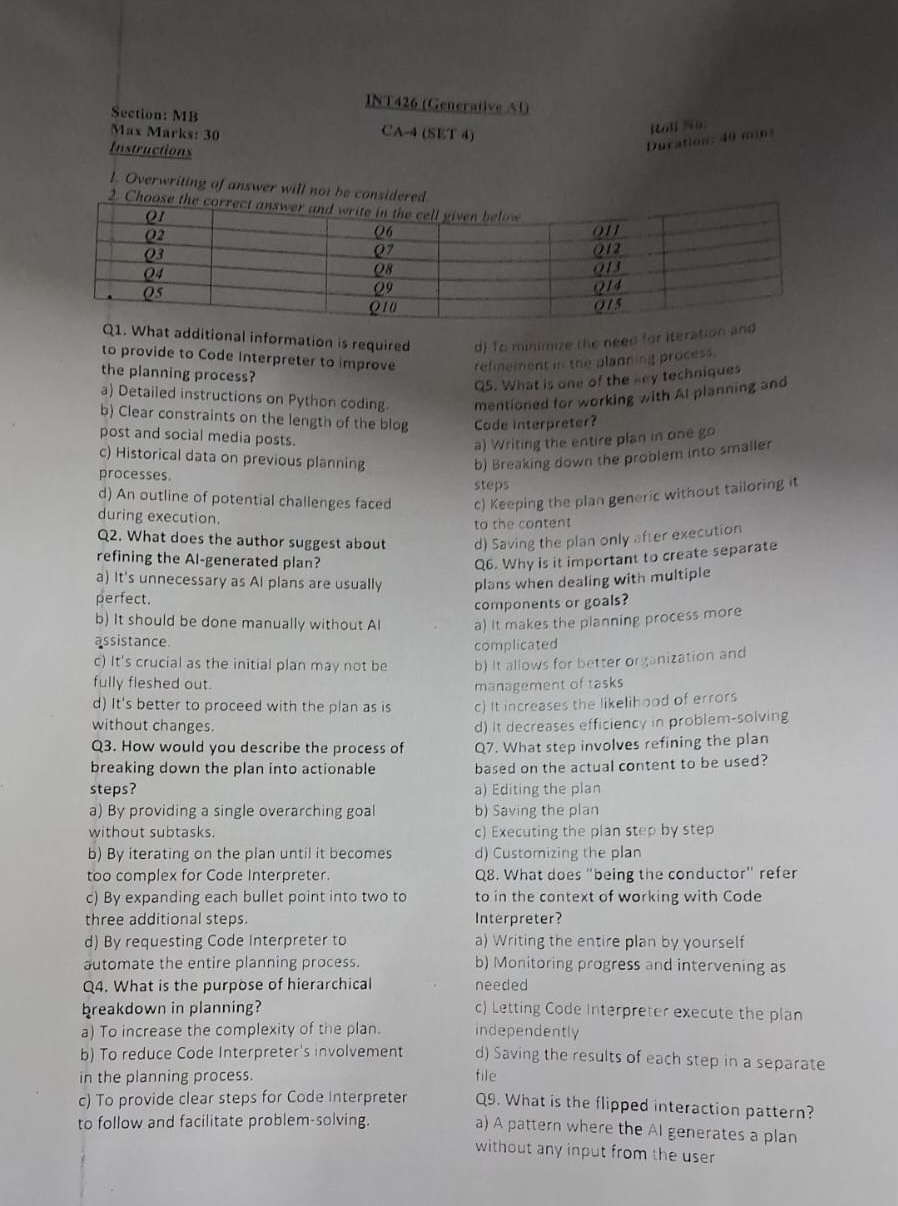 INT426 (Generative AI)
Section: MB
CA-4 (SET 4)
Roll No:
Max Marks: 30
Duration: 40 mins
Instructions
1. Overwriting of answer will not be considered
2. Choose the correct answer and write in the cell given below
Q1 Q6 Q11
Q2 Q7 Q12
Q3 Q8 Q13
Q4 Q9 Q14
Q5 Q10 Q15
Q1. What additional information is required
to provide to Code Interpreter to improve
the planning process?
a) Detailed instructions on Python coding.
b) Clear constraints on the length of the blog
post and social media posts.
c) Historical data on previous planning
processes.
d) An outline of potential challenges faced
during execution.
Q2. What does the author suggest about
refining the AI-generated plan?
a) It's unnecessary as AI plans are usually
perfect.
b) It should be done manually without AI
assistance.
c) It's crucial as the initial plan may not be
fully fleshed out.
d) It's better to proceed with the plan as is
without changes.
Q3. How would you describe the process of
breaking down the plan into actionable
steps?
a) By providing a single overarching goal
without subtasks.
b) By iterating on the plan until it becomes
too complex for Code Interpreter.
c) By expanding each bullet point into two to
three additional steps.
d) By requesting Code Interpreter to
automate the entire planning process.
Q4. What is the purpose of hierarchical
breakdown in planning?
a) To increase the complexity of the plan.
b) To reduce Code Interpreter's involvement
in the planning process.
c) To provide clear steps for Code Interpreter
to follow and facilitate problem-solving.
d) To minimize the need for iteration and
refinement in the planning process.
Q5. What is one of the key techniques
mentioned for working with AI planning and
Code Interpreter?
a) Writing the entire plan in one go
b) Breaking down the problem into smaller
steps
c) Keeping the plan generic without tailoring it
to the content
d) Saving the plan only after execution
Q6. Why is it important to create separate
plans when dealing with multiple
components or goals?
a) It makes the planning process more
complicated
b) It allows for better organization and
management of tasks
c) It increases the likelihood of errors
d) It decreases efficiency in problem-solving
Q7. What step involves refining the plan
based on the actual content to be used?
a) Editing the plan
b) Saving the plan
c) Executing the plan step by step
d) Customizing the plan
Q8. What does "being the conductor" refer
to in the context of working with Code
Interpreter?
a) Writing the entire plan by yourself
b) Monitoring progress and intervening as
needed
c) Letting Code Interpreter execute the plan
independently
d) Saving the results of each step in a separate
file
Q9. What is the flipped interaction pattern?
a) A pattern where the AI generates a plan
without any input from the user